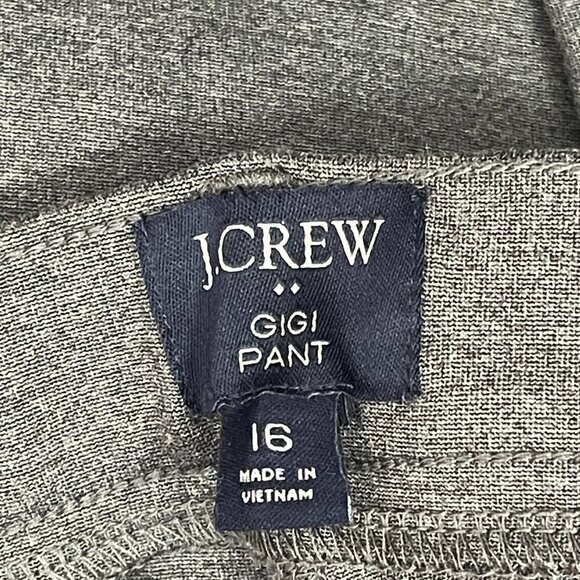 J.CREW
GIGI
PANT
16
MADE IN
VIETNAM